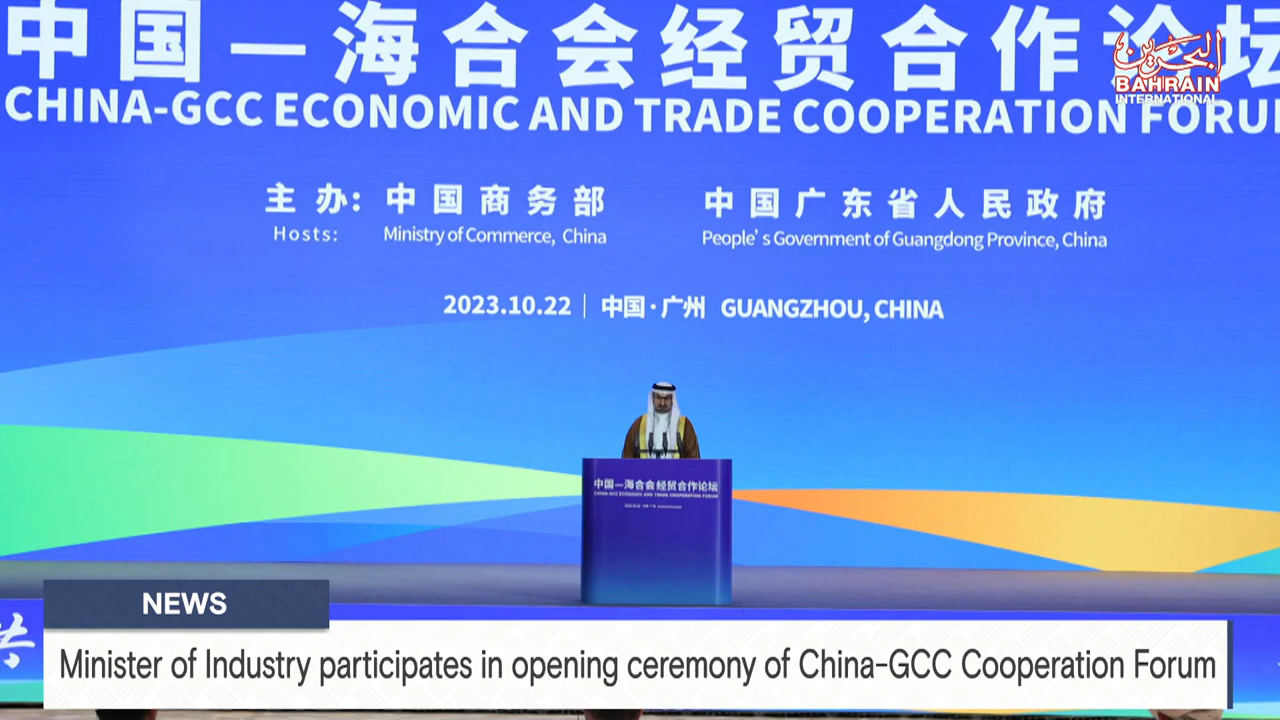 中国—海合会经贸合作论坛
CHINA-GCC ECONOMIC AND TRADE COOPERATION FORU
البحرين
BAHRAIN
INTERNATIONAL
主办: 中国商务部 中国广东省人民政府
Hosts: Ministry of Commerce, China People's Government of Guangdong Province, China
2023.10.22 | 中国·广州 GUANGZHOU, CHINA
中国—海合会经贸合作论坛
CHINA-GCC ECONOMIC AND TRADE COOPERATION FORUM
NEWS
Minister of Industry participates in opening ceremony of China-GCC Cooperation Forum